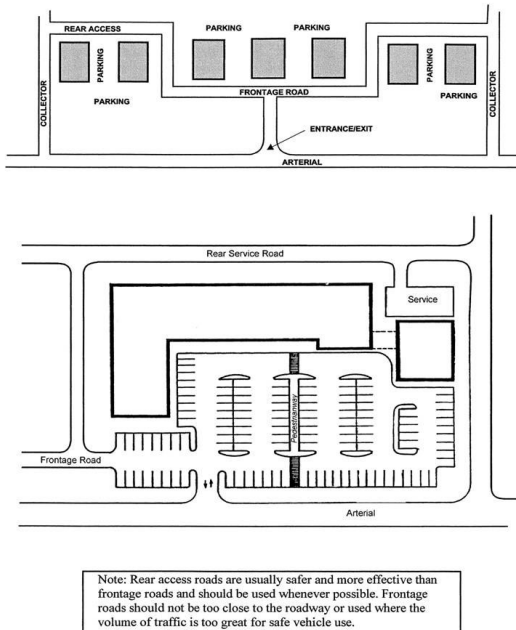 PARKING
PARKING
REAR ACCESS
PARKING
PARKING
PARKING
PARKING
FRONTAGE ROAD
COLLECTOR
COLLECTOR
ENTRANCE/EXIT
ARTERIAL
Rear Service Road
Service
Pedestrianway
Frontage Road
Arterial
Note: Rear access roads are usually safer and more effective than
frontage roads and should be used whenever possible. Frontage
roads should not be too close to the roadway or used where the
volume of traffic is too great for safe vehicle use.